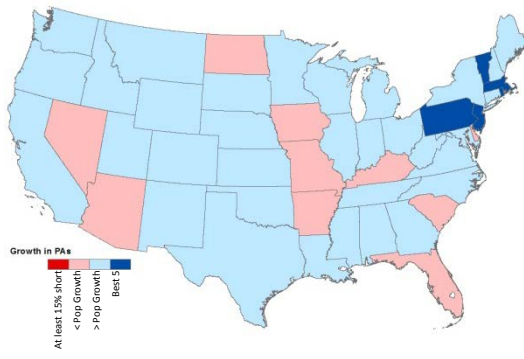 Growth in PAs
At least 15% short
< Pop Growth
> Pop Growth
Best 5